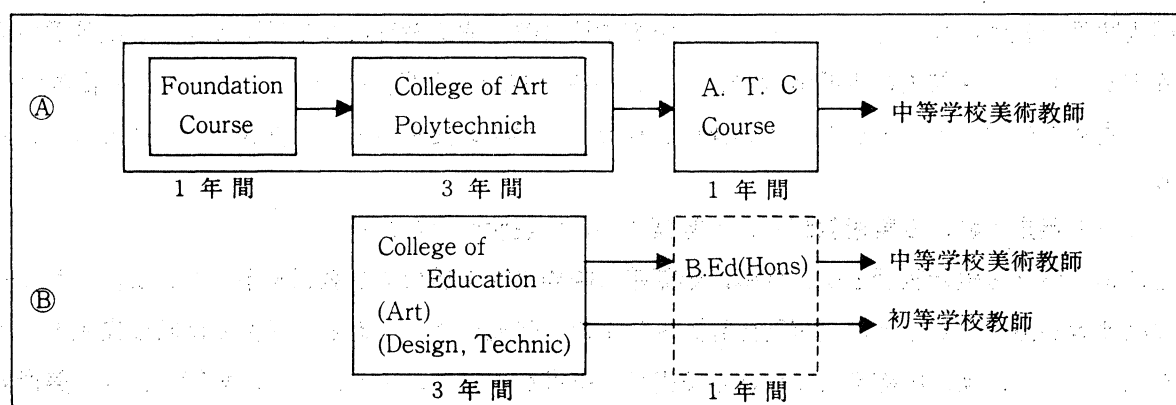 Ⓐ
Foundation
Course
College of Art
Polytechnich
A. T. C
Course
中等学校美術教師
1 年 間
3 年 間
1 年 間
Ⓑ
College of
Education
(Art)
(Design, Technic)
B.Ed(Hons)
中等学校美術教師
初等学校教師
3 年 間
1 年 間